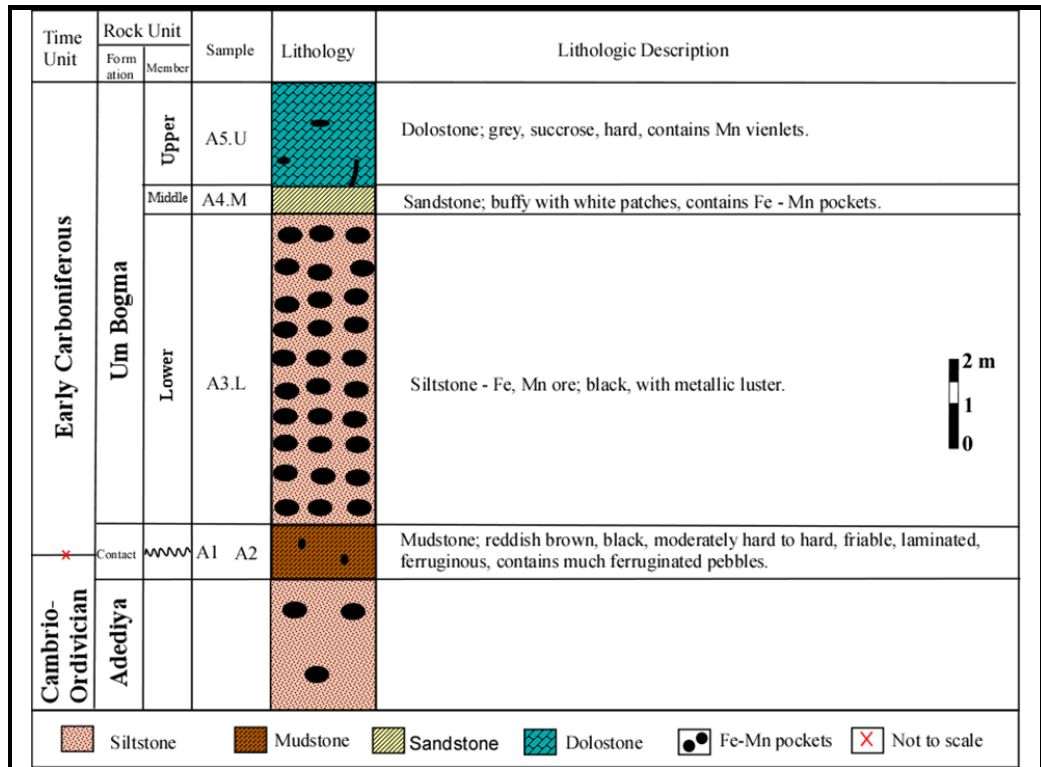 Time Unit
Rock Unit
Form ation
Member
Sample
Lithology
Lithologic Description
Early Carboniferous
Um Bogma
Upper
A5.U
Dolostone; grey, succrose, hard, contains Mn vienlets.
Middle
A4.M
Sandstone; buffy with white patches, contains Fe - Mn pockets.
Lower
A3.L
Siltstone - Fe, Mn ore; black, with metallic luster.
2 m
1
0
Contact
A1 A2
Mudstone; reddish brown, black, moderately hard to hard, friable, laminated,
ferruginous, contains much ferruginated pebbles.
Cambrio-
Ordivician
Adediya
Siltstone
Mudstone
Sandstone
Dolostone
Fe-Mn pockets
Not to scale